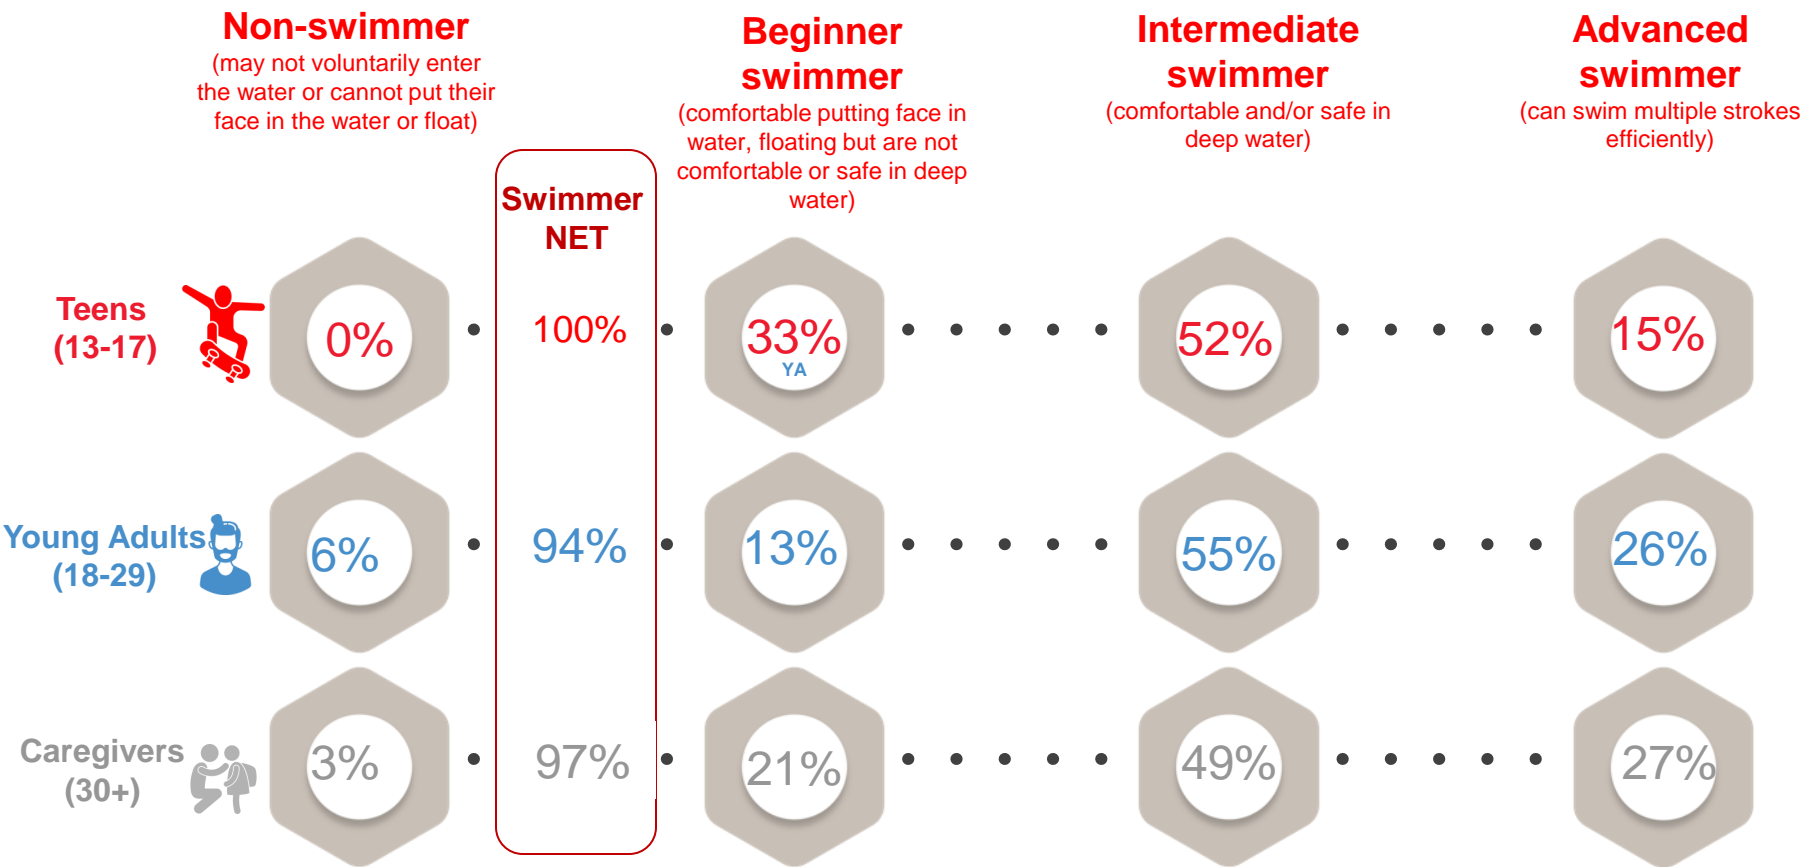 Non-swimmer
(may not voluntarily enter
the water or cannot put their
face in the water or float)
Beginner
swimmer
(comfortable putting face in
water, floating but are not
comfortable or safe in deep
water)
Intermediate
swimmer
(comfortable and/or safe in
deep water)
Advanced
swimmer
(can swim multiple strokes
efficiently)
Swimmer
NET
Teens
(13-17)
0%
100%
33%
YA
52%
15%
Young Adults
(18-29)
6%
94%
13%
55%
26%
Caregivers
(30+)
3%
97%
21%
49%
27%